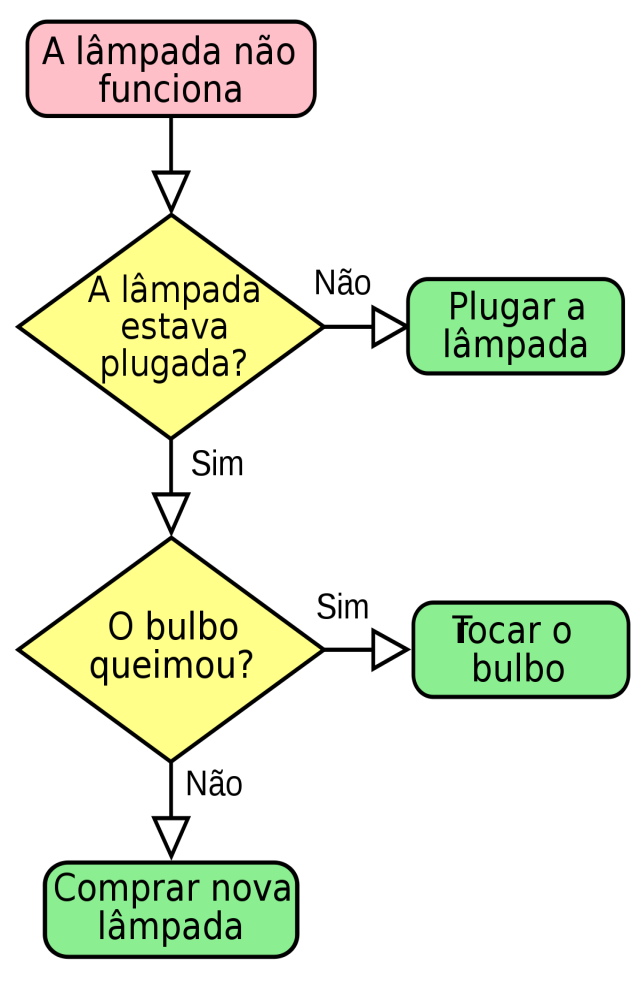 A lâmpada não
funciona
A lâmpada
estava
plugada?
Não
Plugar a
lâmpada
Sim
O bulbo
queimou?
Sim
Trocar o
bulbo
Não
Comprar nova
lâmpada